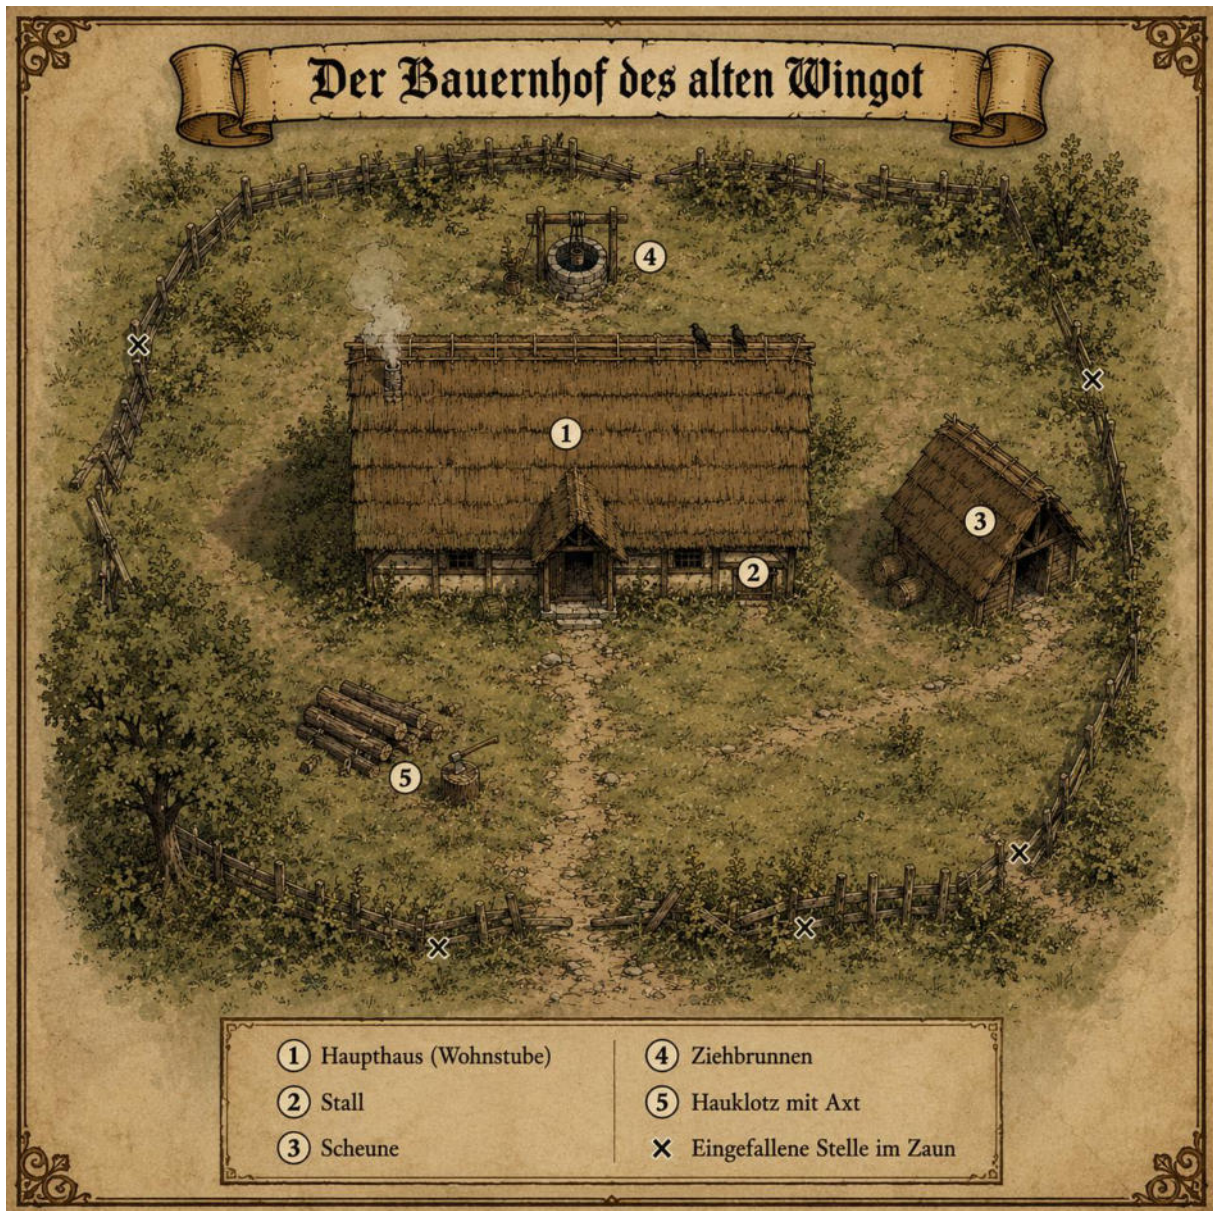 Der Bauernhof des alten Wingot
4
✕
✕
1
3
2
5
✕
✕
✕
1 Haupthaus (Wohnstube)
2 Stall
3 Scheune
4 Ziehbrunnen
5 Hauklotz mit Axt
✕ Eingefallene Stelle im Zaun